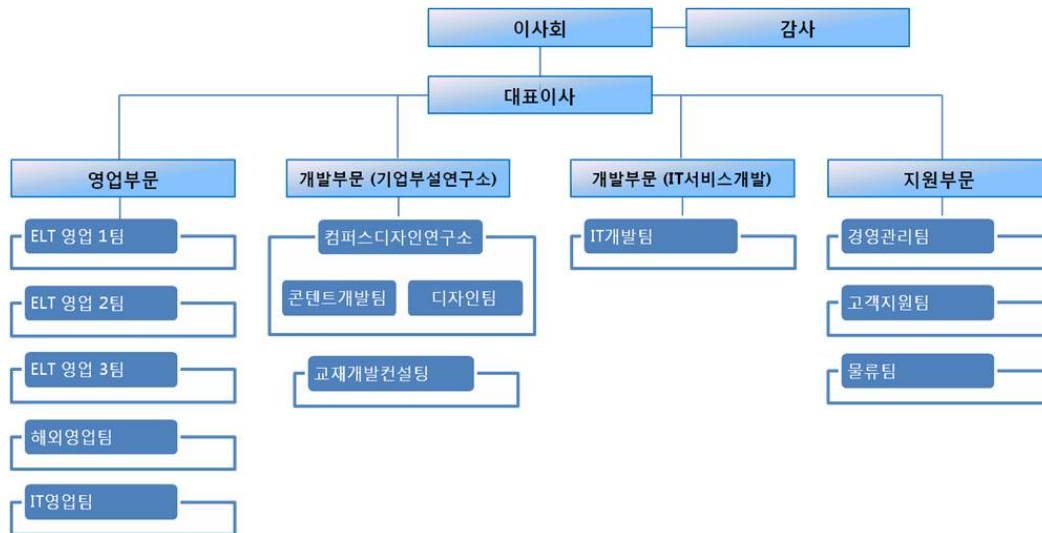 이사회
감사
대표이사
영업부문
개발부문 (기업부설연구소)
개발부문 (IT서비스개발)
지원부문
ELT 영업 1팀
ELT 영업 2팀
ELT 영업 3팀
해외영업팀
IT영업팀
컴퍼스디자인연구소
콘텐트개발팀
디자인팀
교재개발컨설팅
IT개발팀
경영관리팀
고객지원팀
물류팀